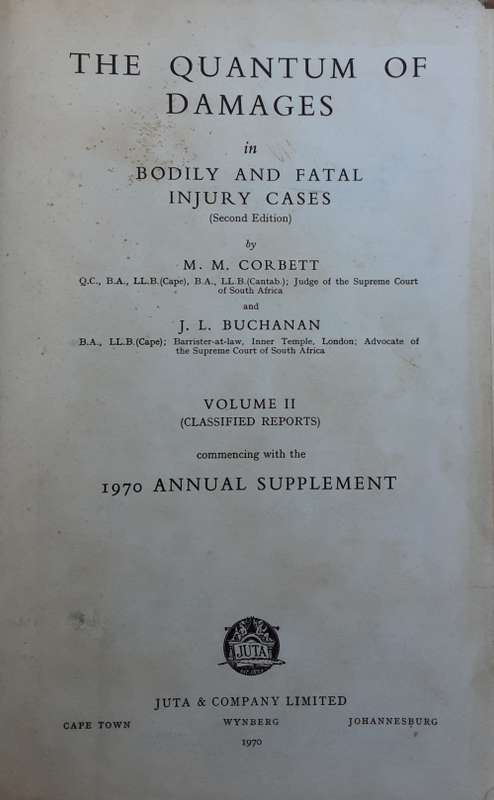 THE QUANTUM OF
DAMAGES
in
BODILY AND FATAL
INJURY CASES
(Second Edition)
by
M. M. CORBETT
Q.C., B.A., LL.B.(Cape), B.A., LL.B.(Cantab.); Judge of the Supreme Court
of South Africa
and
J. L. BUCHANAN
B.A., LL.B.(Cape); Barrister-at-law, Inner Temple, London; Advocate of
the Supreme Court of South Africa
VOLUME II
(CLASSIFIED REPORTS)
commencing with the
1970 ANNUAL SUPPLEMENT
JUTA
JUTA & COMPANY LIMITED
CAPE TOWN WYNBERG JOHANNESBURG
1970